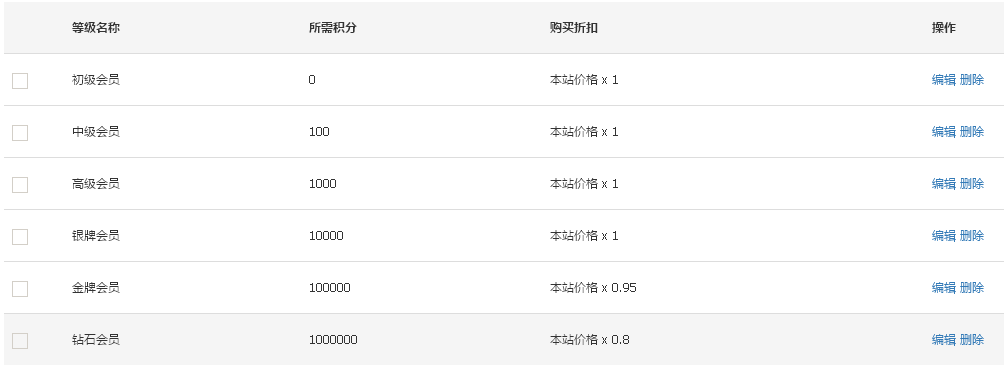 等级名称 所需积分 购买折扣 操作
初级会员 0 本站价格 x 1 编辑 删除
中级会员 100 本站价格 x 1 编辑 删除
高级会员 1000 本站价格 x 1 编辑 删除
银牌会员 10000 本站价格 x 1 编辑 删除
金牌会员 100000 本站价格 x 0.95 编辑 删除
钻石会员 1000000 本站价格 x 0.8 编辑 删除